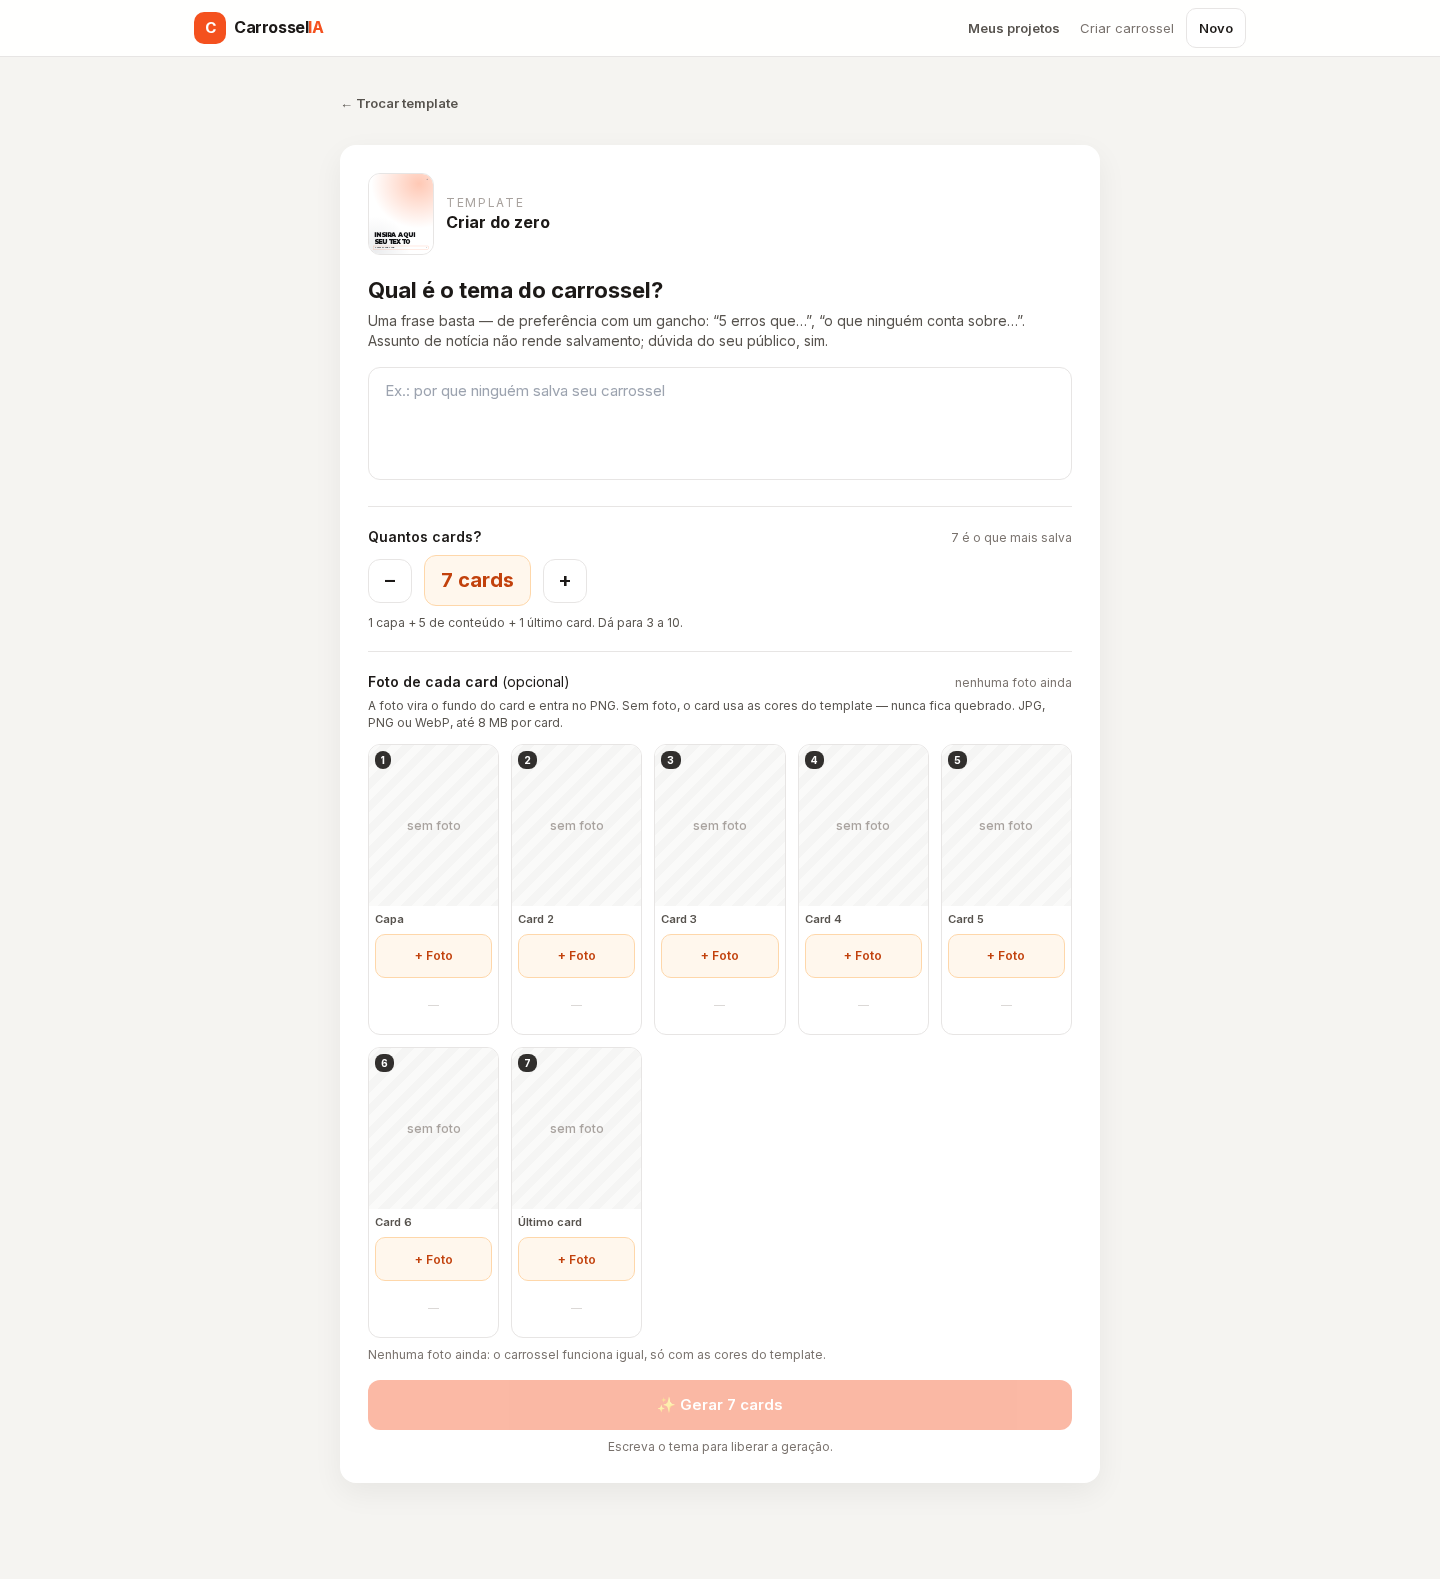 C CarrosselIA
Meus projetos Criar carrossel Novo
← Trocar template
INSIRA AQUI
SEU TEXTO
TEMPLATE
Criar do zero
Qual é o tema do carrossel?
Uma frase basta — de preferência com um gancho: “5 erros que…”, “o que ninguém conta sobre…”.
Assunto de notícia não rende salvamento; dúvida do seu público, sim.
Ex.: por que ninguém salva seu carrossel
Quantos cards? 7 é o que mais salva
− 7 cards +
1 capa + 5 de conteúdo + 1 último card. Dá para 3 a 10.
Foto de cada card (opcional) nenhuma foto ainda
A foto vira o fundo do card e entra no PNG. Sem foto, o card usa as cores do template — nunca fica quebrado. JPG,
PNG ou WebP, até 8 MB por card.
1 2 3 4 5
sem foto sem foto sem foto sem foto sem foto
Capa Card 2 Card 3 Card 4 Card 5
+ Foto + Foto + Foto + Foto + Foto
— — — — —
6 7
sem foto sem foto
Card 6 Último card
+ Foto + Foto
— —
Nenhuma foto ainda: o carrossel funciona igual, só com as cores do template.
✨ Gerar 7 cards
Escreva o tema para liberar a geração.